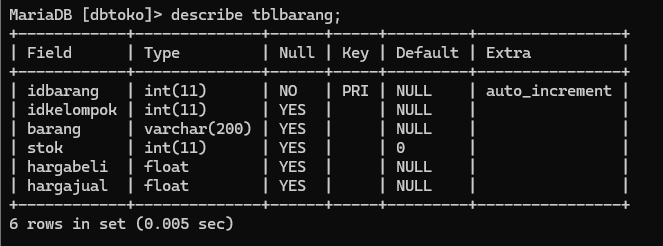 MariaDB [dbtoko]> describe tblbarang;
+------------+--------------+------+-----+---------+----------------+
| Field      | Type         | Null | Key | Default | Extra          |
+------------+--------------+------+-----+---------+----------------+
| idbarang   | int(11)      | NO   | PRI | NULL    | auto_increment |
| idkelompok | int(11)      | YES  |     | NULL    |                |
| barang     | varchar(200) | YES  |     | NULL    |                |
| stok       | int(11)      | YES  |     | 0       |                |
| hargabeli  | float        | YES  |     | NULL    |                |
| hargajual  | float        | YES  |     | NULL    |                |
+------------+--------------+------+-----+---------+----------------+
6 rows in set (0.005 sec)